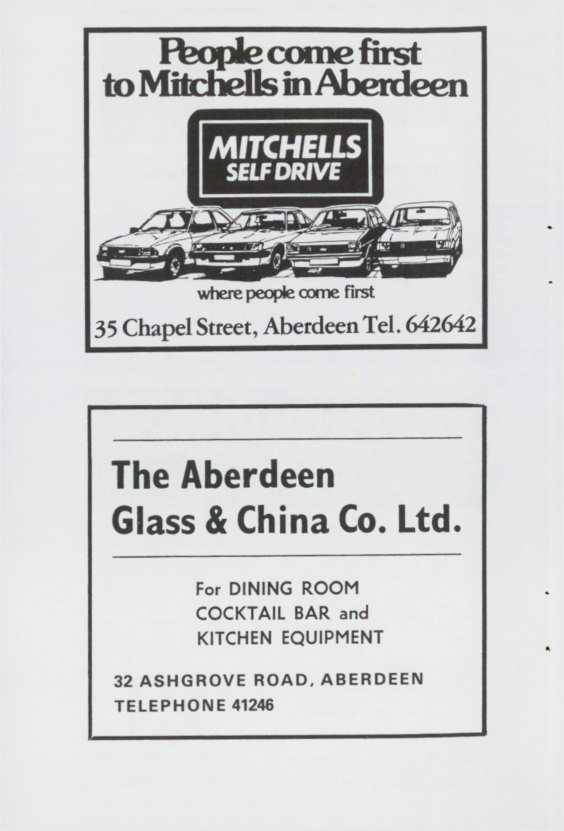 People come first
to Mitchells in Aberdeen
MITCHELLS
SELF DRIVE
where people come first
35 Chapel Street, Aberdeen Tel. 642642
The Aberdeen
Glass & China Co. Ltd.
For DINING ROOM
COCKTAIL BAR and
KITCHEN EQUIPMENT
32 ASHGROVE ROAD, ABERDEEN
TELEPHONE 41246